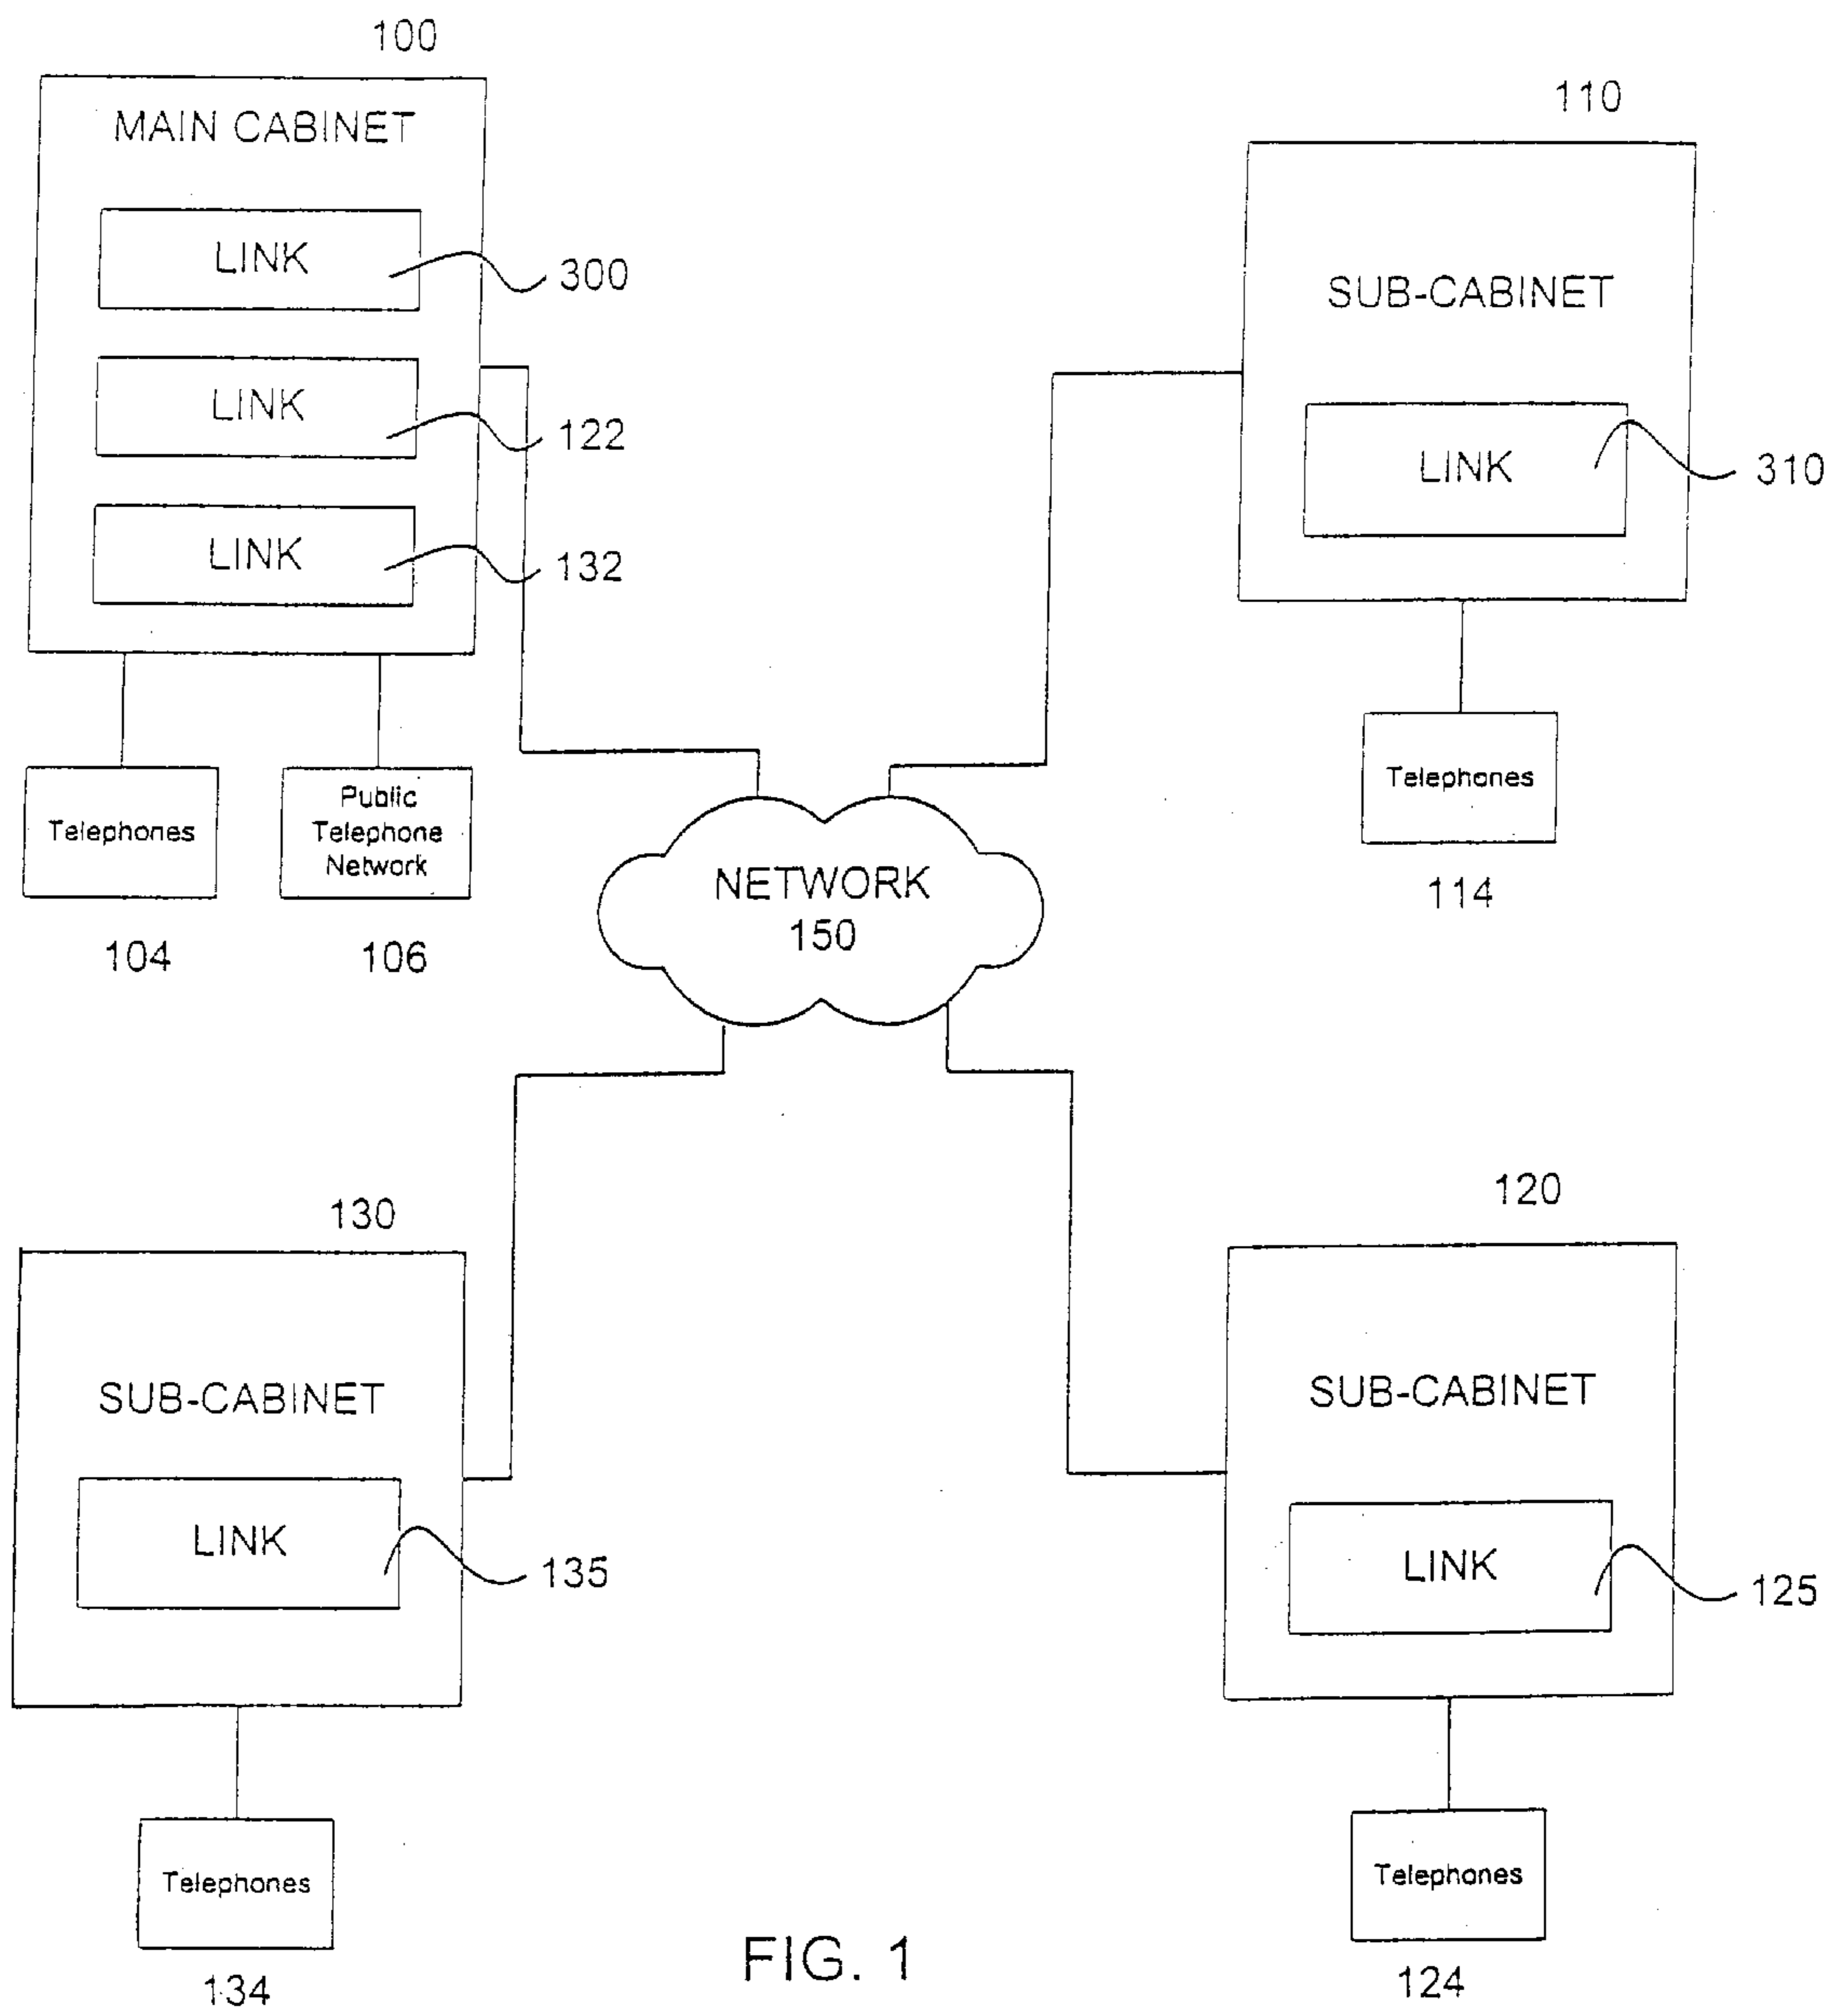 100
MAIN CABINET
LINK
300
LINK
122
LINK
132
Telephones
104
Public
Telephone
Network
106
110
SUB-CABINET
LINK
310
Telephones
114
NETWORK
150
130
SUB-CABINET
LINK
135
Telephones
134
120
SUB-CABINET
LINK
125
Telephones
124
FIG. 1